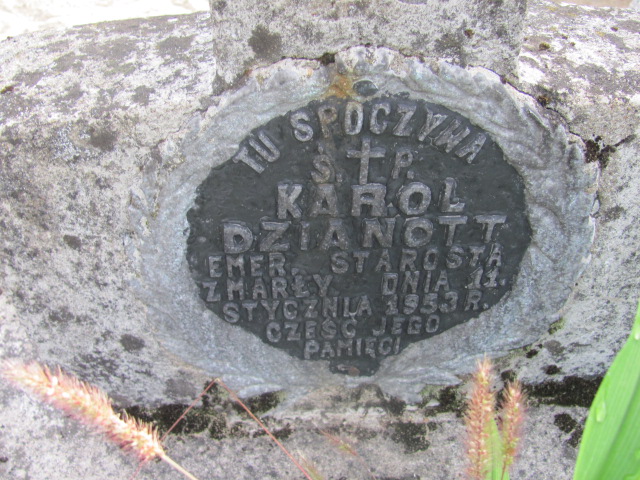 TU SPOCZYWA
Ś. † P.
KAROL
DZIANOTT
EMER. STAROSTA
ZMARŁY DNIA 11.
STYCZNIA 1953 R.
CZEŚĆ JEGO
PAMIĘCI